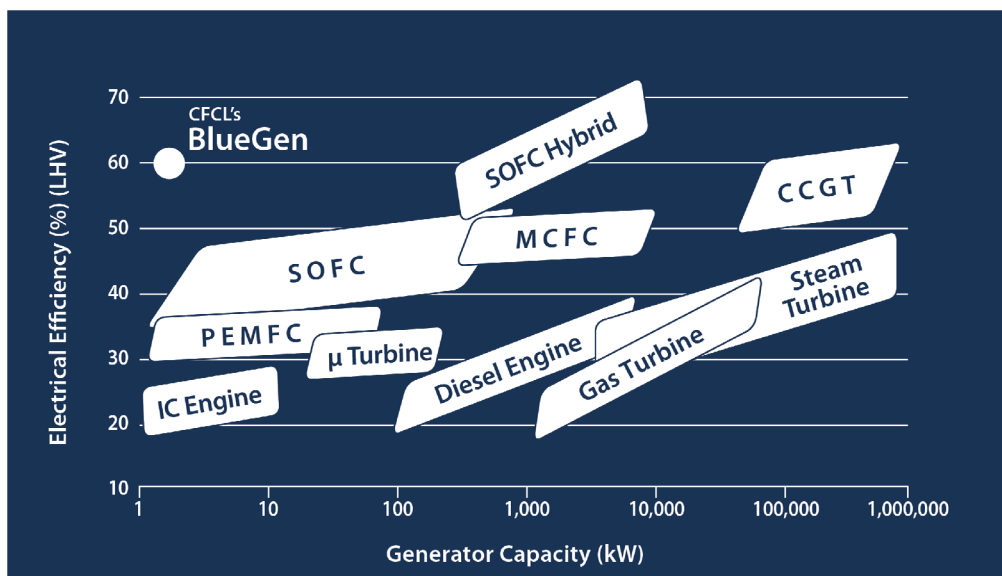 Electrical Efficiency (%) (LHV)
70
60
50
40
30
20
10
CFCL's
BlueGen
SOFC Hybrid
CCGT
MCFC
SOFC
Steam
Turbine
PEMFC
μ Turbine
Diesel Engine
Gas Turbine
IC Engine
1 10 100 1,000 10,000 100,000 1,000,000
Generator Capacity (kW)